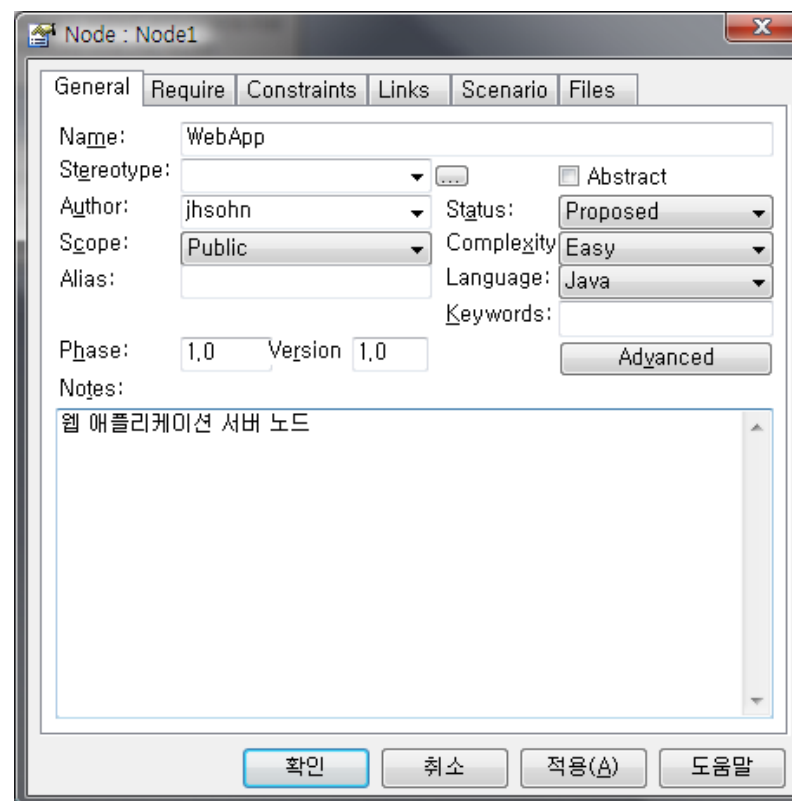 Node : Node1
General Require Constraints Links Scenario Files
Name: WebApp
Stereotype: ... Abstract
Author: jhsohn Status: Proposed
Scope: Public Complexity Easy
Alias: Language: Java
Keywords:
Phase: 1.0 Version 1.0 Advanced
Notes:
웹 애플리케이션 서버 노드
확인 취소 적용(A) 도움말